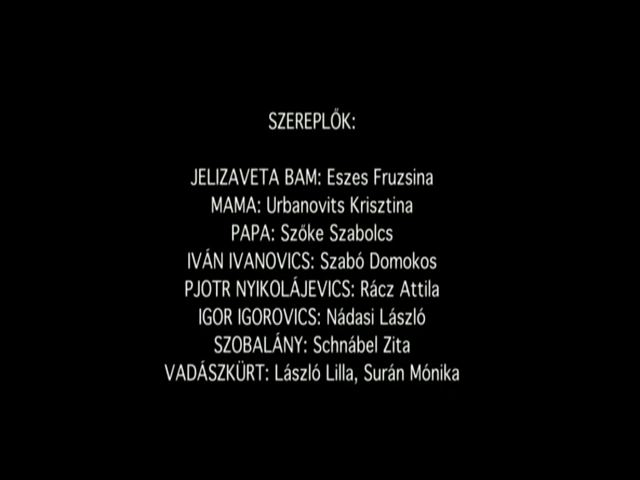 SZEREPLŐK:
JELIZAVETA BAM: Eszes Fruzsina
MAMA: Urbanovits Krisztina
PAPA: Szőke Szabolcs
IVÁN IVANOVICS: Szabó Domokos
PJOTR NYIKOLÁJEVICS: Rácz Attila
IGOR IGOROVICS: Nádasi László
SZOBALÁNY: Schnábel Zita
VADÁSZKÜRT: László Lilla, Surán Mónika